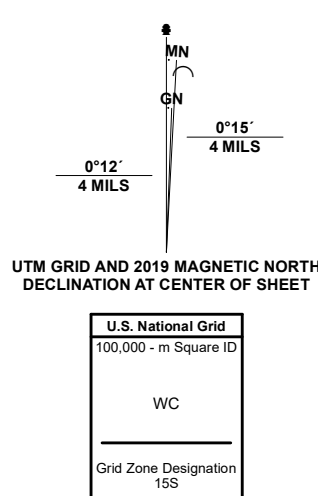 MN
GN
0°15´
4 MILS
0°12´
4 MILS
UTM GRID AND 2019 MAGNETIC NORTH
DECLINATION AT CENTER OF SHEET
U.S. National Grid
100,000 - m Square ID
WC
Grid Zone Designation
15S